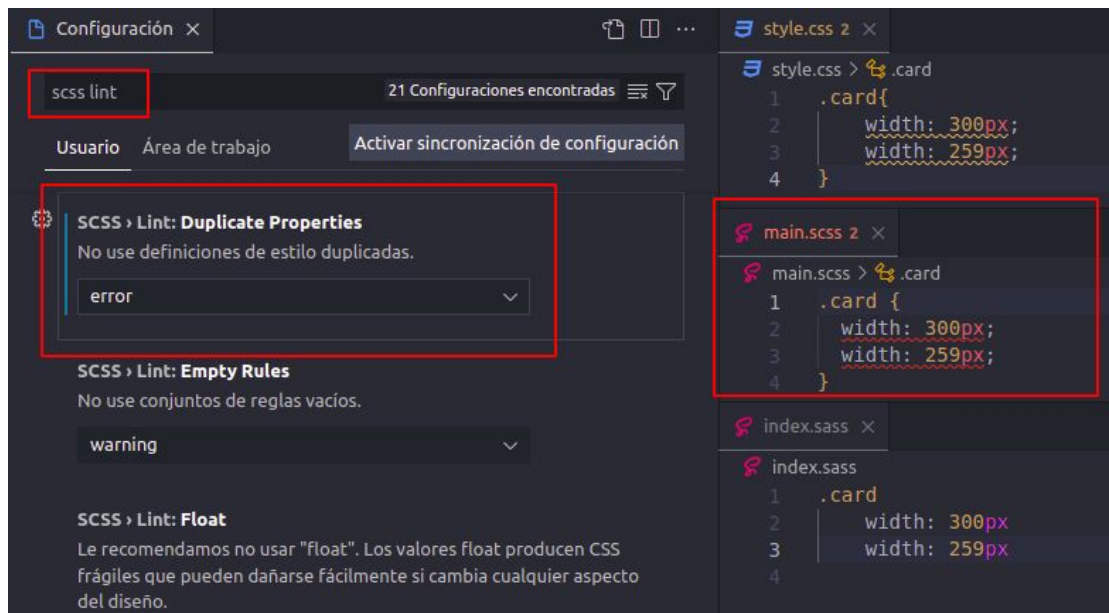 Configuración
scss lint
21 Configuraciones encontradas
Usuario Área de trabajo
Activar sincronización de configuración
SCSS › Lint: Duplicate Properties
No use definiciones de estilo duplicadas.
error
SCSS › Lint: Empty Rules
No use conjuntos de reglas vacíos.
warning
SCSS › Lint: Float
Le recomendamos no usar "float". Los valores float producen CSS
frágiles que pueden dañarse fácilmente si cambia cualquier aspecto
del diseño.
style.css 2
style.css > .card
1 .card{
2 width: 300px;
3 width: 259px;
4 }
main.scss 2
main.scss > .card
1 .card {
2 width: 300px;
3 width: 259px;
4 }
index.sass
index.sass
1 .card
2 width: 300px
3 width: 259px
4